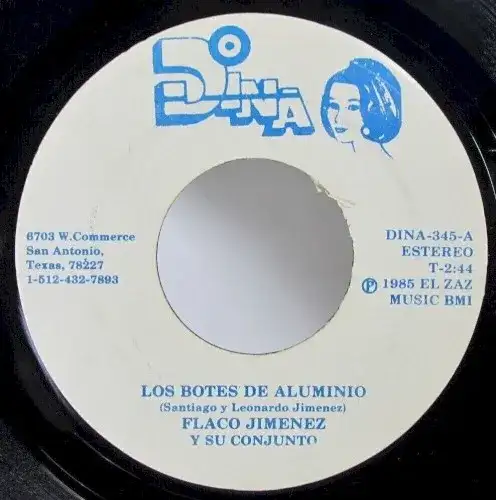 DINA
6703 W.Commerce
San Antonio,
Texas, 78227
1-512-432-7893
DINA-345-A
ESTEREO
T-2:44
Ⓟ 1985 EL ZAZ
MUSIC BMI
LOS BOTES DE ALUMINIO
(Santiago y Leonardo Jimenez)
FLACO JIMENEZ
Y SU CONJUNTO